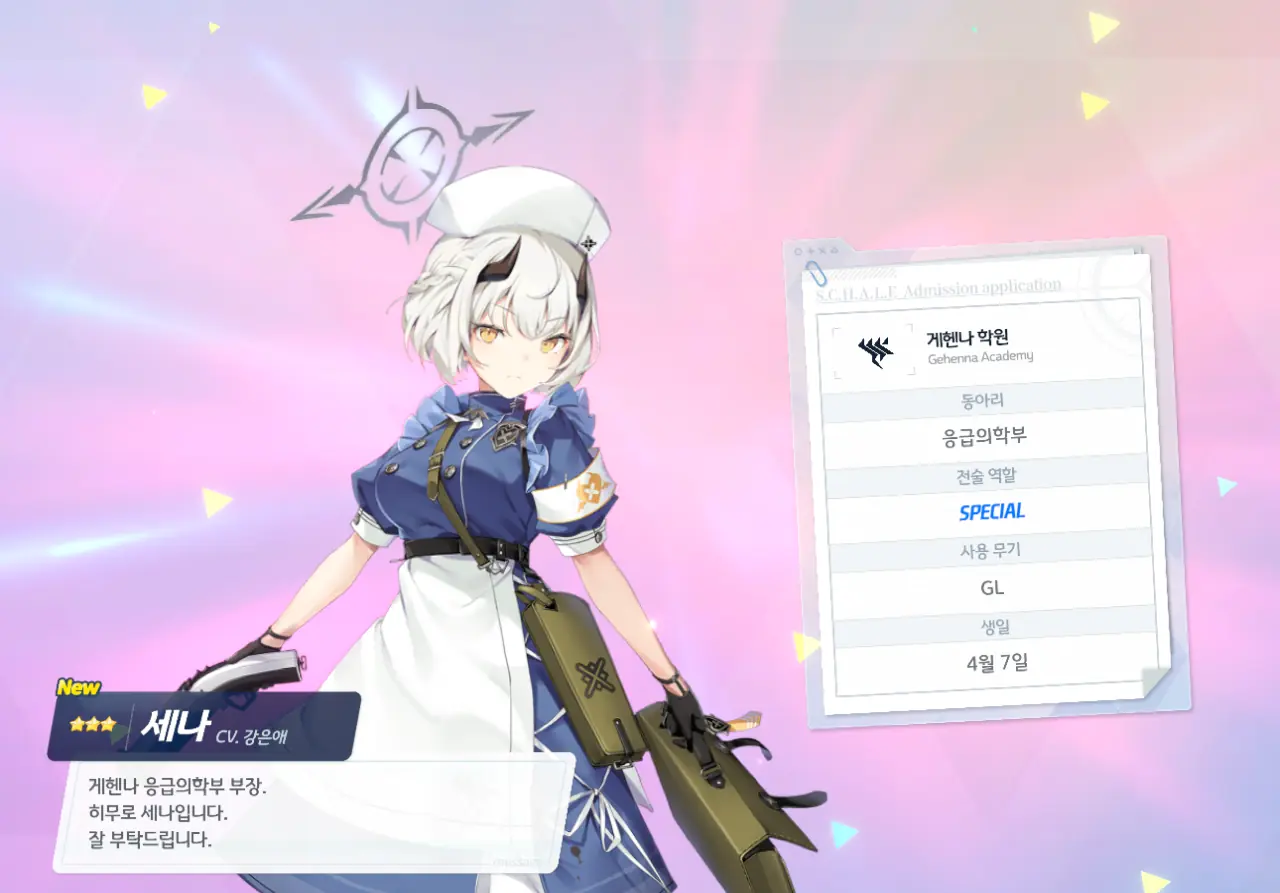 S.C.H.A.L.E Admission application
게헨나 학원
Gehenna Academy
동아리
응급의학부
전술 역할
SPECIAL
사용 무기
GL
생일
4월 7일
New
세나 CV. 강은애
게헨나 응급의학부 부장.
히무로 세나입니다.
잘 부탁드립니다.